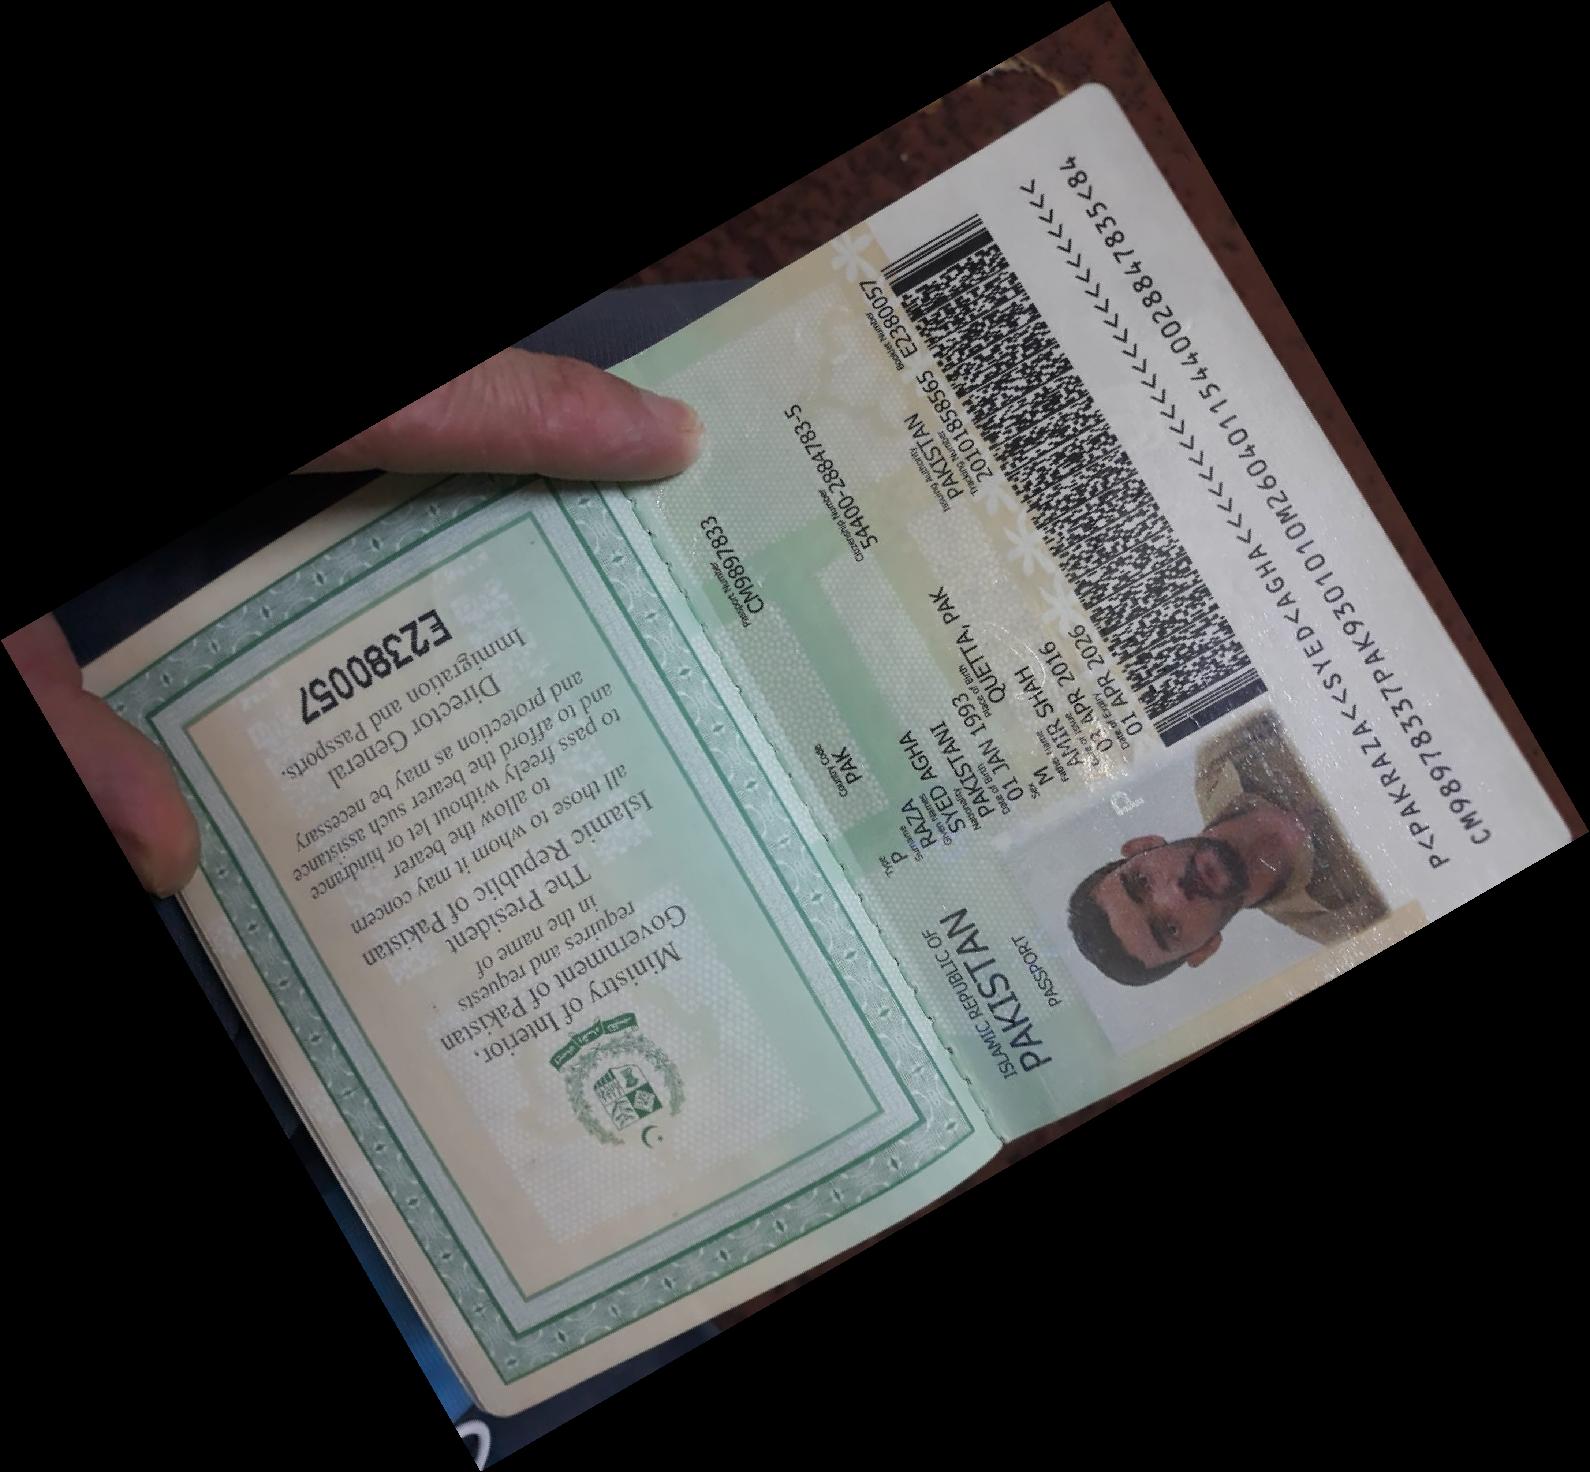 Ministry of Interior,
Government of Pakistan
requires and requests
in the name of
of
The President
Islamic Republic of Pakistan
all those to whom it may concern
to allow the bearer
to pass freely without let or hindrance
and to afford the bearer such assistance
and protection as may be necessary
Director General
Immigration and Passports.
E2380057
ISLAMIC REPUBLIC OF
PAKISTAN
PASSPORT
Type
P
Country Code
PAK
Passport Number
CM9897833
Surname
RAZA
Given Names
SYED AGHA
Nationality
PAKISTANI
Citizenship Number
54400-2884783-5
Date of Birth
01 JAN 1993
Sex
M
Place of Birth
QUETTA, PAK
Father Name
AMIR SHAH
Date of Issue
APR 2016
Issuing Authority
PAKISTAN
Date of Expiry
01 APR 2026
Tracking Number
20101858565
Booklet Number
E2380057
P<PAKRAZA<<SYED<AGHA<<<<<<<<<<<<<<<<<<<<<<<<
CM98978337PAK9301010M26040115440028847835<84